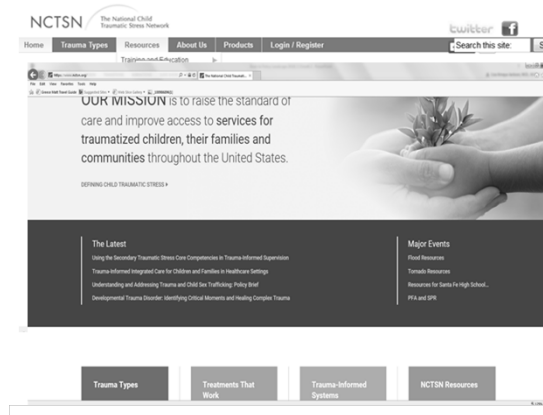 NCTSN
The National Child
Traumatic Stress Network
twitter
Home Trauma Types Resources About Us Products Login / Register
Search this site:
Training and Education
File Edit View Favorites Tools Help
OUR MISSION is to raise the standard of
care and improve access to services for
traumatized children, their families and
communities throughout the United States.
DEFINING CHILD TRAUMATIC STRESS
The Latest
Using the Secondary Traumatic Stress Core Competencies in Trauma-Informed Supervision
Trauma-Informed Integrated Care for Children and Families in Healthcare Settings
Understanding and Addressing Trauma and Child Sex Trafficking: Policy Brief
Developmental Trauma Disorder: Identifying Critical Moments and Healing Complex Trauma
Major Events
Flood Resources
Tornado Resources
Resources for Santa Fe High School...
PFA and SPR
Trauma Types
Treatments That
Work
Trauma-Informed
Systems
NCTSN Resources